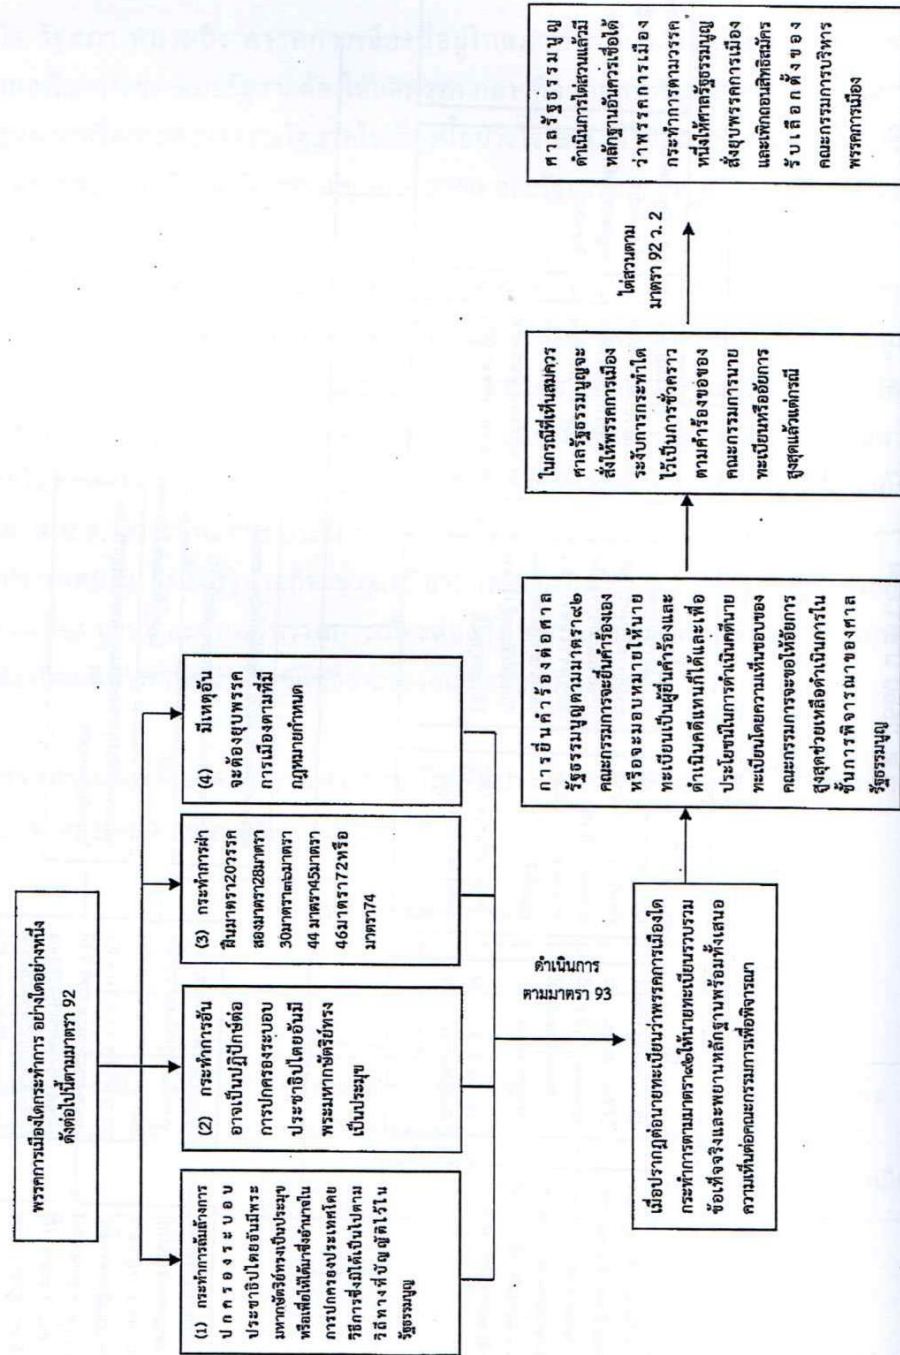 พรรคการเมืองใดกระทำการ อย่างใดอย่างหนึ่ง
ดังต่อไปนี้ตามมาตรา 92
(1) กระทำการล้มล้างการ
ปกครองระบอบ
ประชาธิปไตยอันมีพระ
มหากษัตริย์ทรงเป็นประมุข
หรือเพื่อให้ได้มาซึ่งอำนาจใน
การปกครองประเทศโดย
วิธีการซึ่งมิได้เป็นไปตาม
วิถีทางที่บัญญัติไว้ใน
รัฐธรรมนูญ
(2) กระทำการอัน
อาจเป็นปฏิปักษ์ต่อ
การปกครองระบอบ
ประชาธิปไตยอันมี
พระมหากษัตริย์ทรง
เป็นประมุข
(3) กระทำการฝ่า
ฝืนมาตรา20วรรค
สองมาตรา28มาตรา
30มาตรา๓๖มาตรา
44 มาตรา45มาตรา
46มาตรา72หรือ
มาตรา74
(4) มีเหตุอื่น
จะต้องยุบพรรค
การเมืองตามที่มี
กฎหมายกำหนด
ดำเนินการ
ตามมาตรา 93
เมื่อปรากฏต่อนายทะเบียนว่าพรรคการเมืองใด
กระทำการตามมาตรา๙๒ให้นายทะเบียนรวบรวม
ข้อเท็จจริงและพยานหลักฐานพร้อมทั้งเสนอ
ความเห็นต่อคณะกรรมการเพื่อพิจารณา
การยื่นคำร้องต่อศาล
รัฐธรรมนูญตามมาตรา๙๒
คณะกรรมการจะยื่นคำร้องเอง
หรือจะมอบหมายให้นาย
ทะเบียนเป็นผู้ยื่นคำร้องและ
ดำเนินคดีแทนก็ได้และเพื่อ
ประโยชน์ในการดำเนินคดีนาย
ทะเบียนโดยความเห็นชอบของ
คณะกรรมการจะขอให้อัยการ
สูงสุดช่วยเหลือดำเนินการใน
ชั้นการพิจารณาของศาล
รัฐธรรมนูญ
ในกรณีที่เห็นสมควร
ศาลรัฐธรรมนูญจะ
สั่งให้พรรคการเมือง
ระงับการกระทำใด
ไว้เป็นการชั่วคราว
ตามคำร้องขอของ
คณะกรรมการนาย
ทะเบียนหรืออัยการ
สูงสุดแล้วแต่กรณี
ไต่สวนตาม
มาตรา 92 ว. 2
ศาลรัฐธรรมนูญ
ดำเนินการไต่สวนแล้วมี
หลักฐานอันควรเชื่อได้
ว่าพรรคการเมือง
กระทำการตามวรรค
หนึ่งให้ศาลรัฐธรรมนูญ
สั่งยุบพรรคการเมือง
และเพิกถอนสิทธิสมัคร
รับเลือกตั้งของ
คณะกรรมการบริหาร
พรรคการเมือง